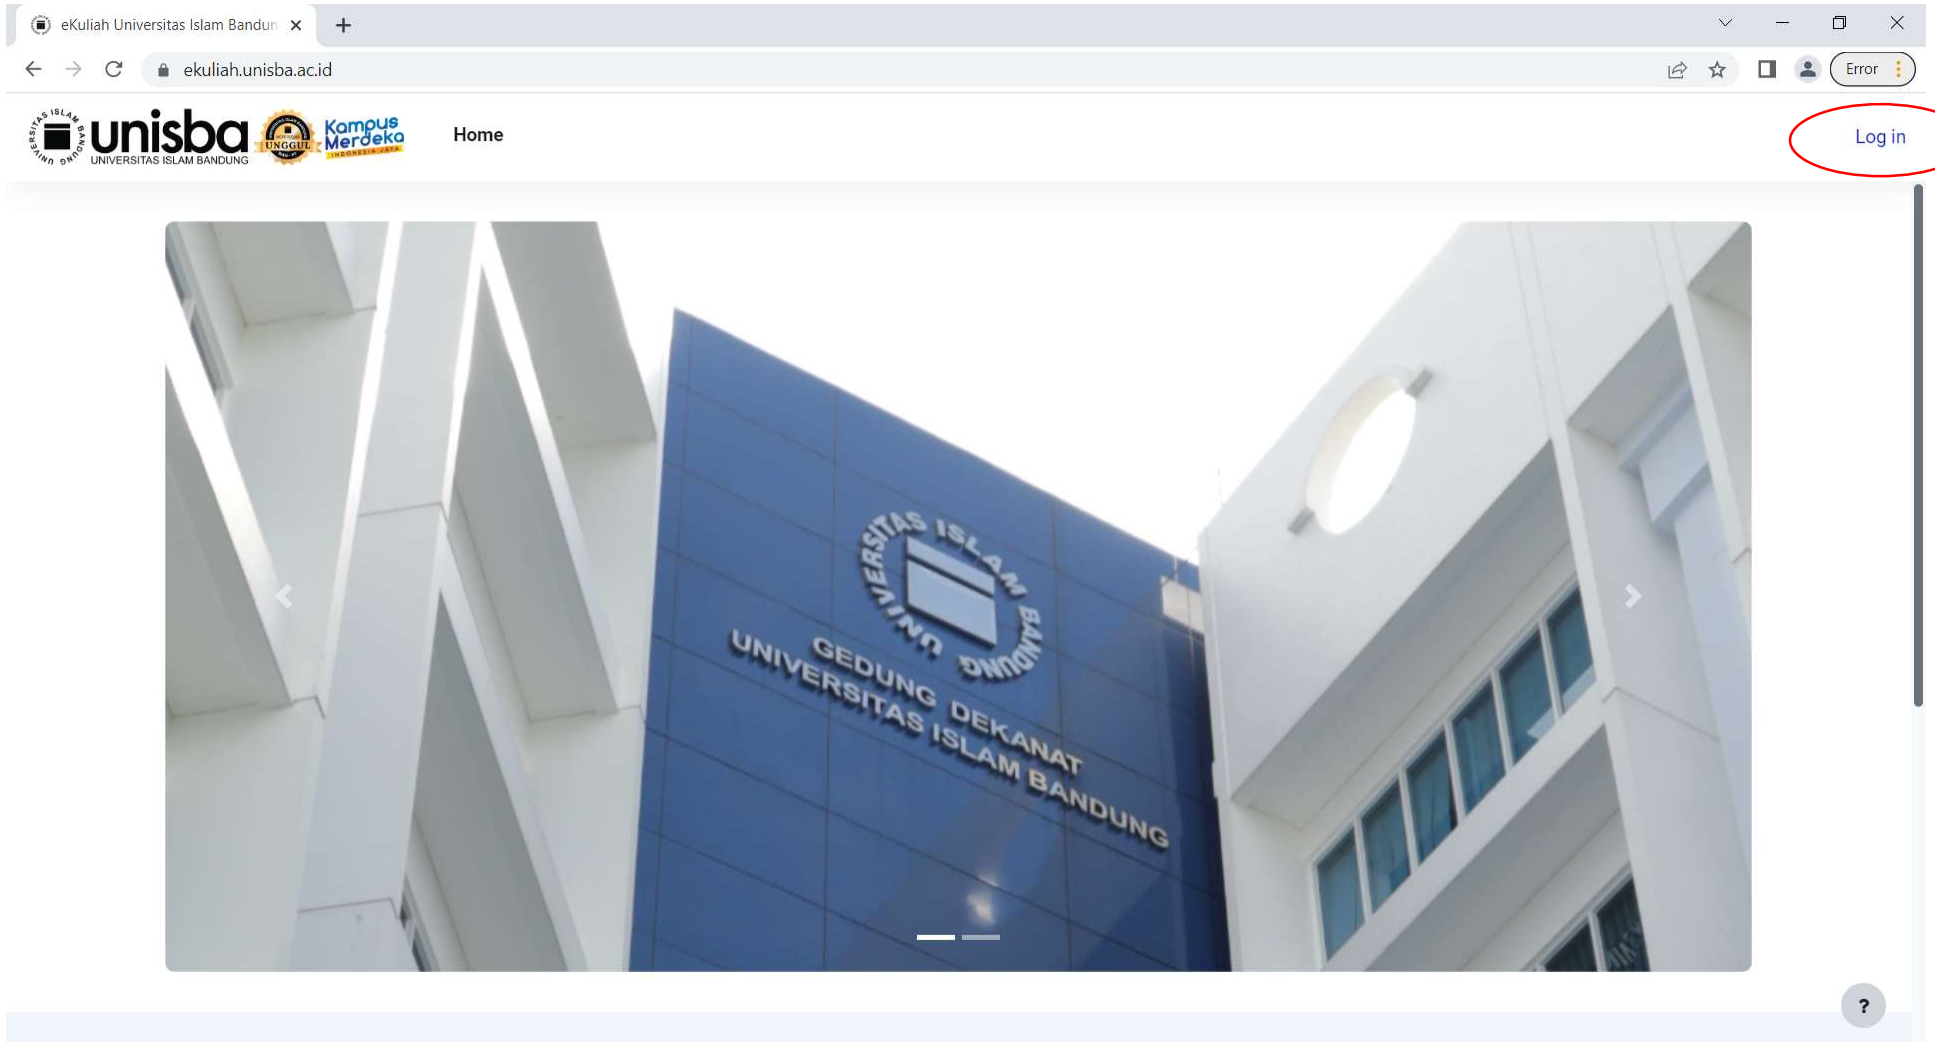 eKuliah Universitas Islam Bandun
ekuliah.unisba.ac.id
Error
UNIVERSITAS ISLAM BANDUNG
unisba
UNIVERSITAS ISLAM BANDUNG
UNGGUL
Kampus
Merdeka
INDONESIA JAYA
Home
Log in
UNIVERSITAS ISLAM BANDUNG
GEDUNG DEKANAT
UNIVERSITAS ISLAM BANDUNG
?